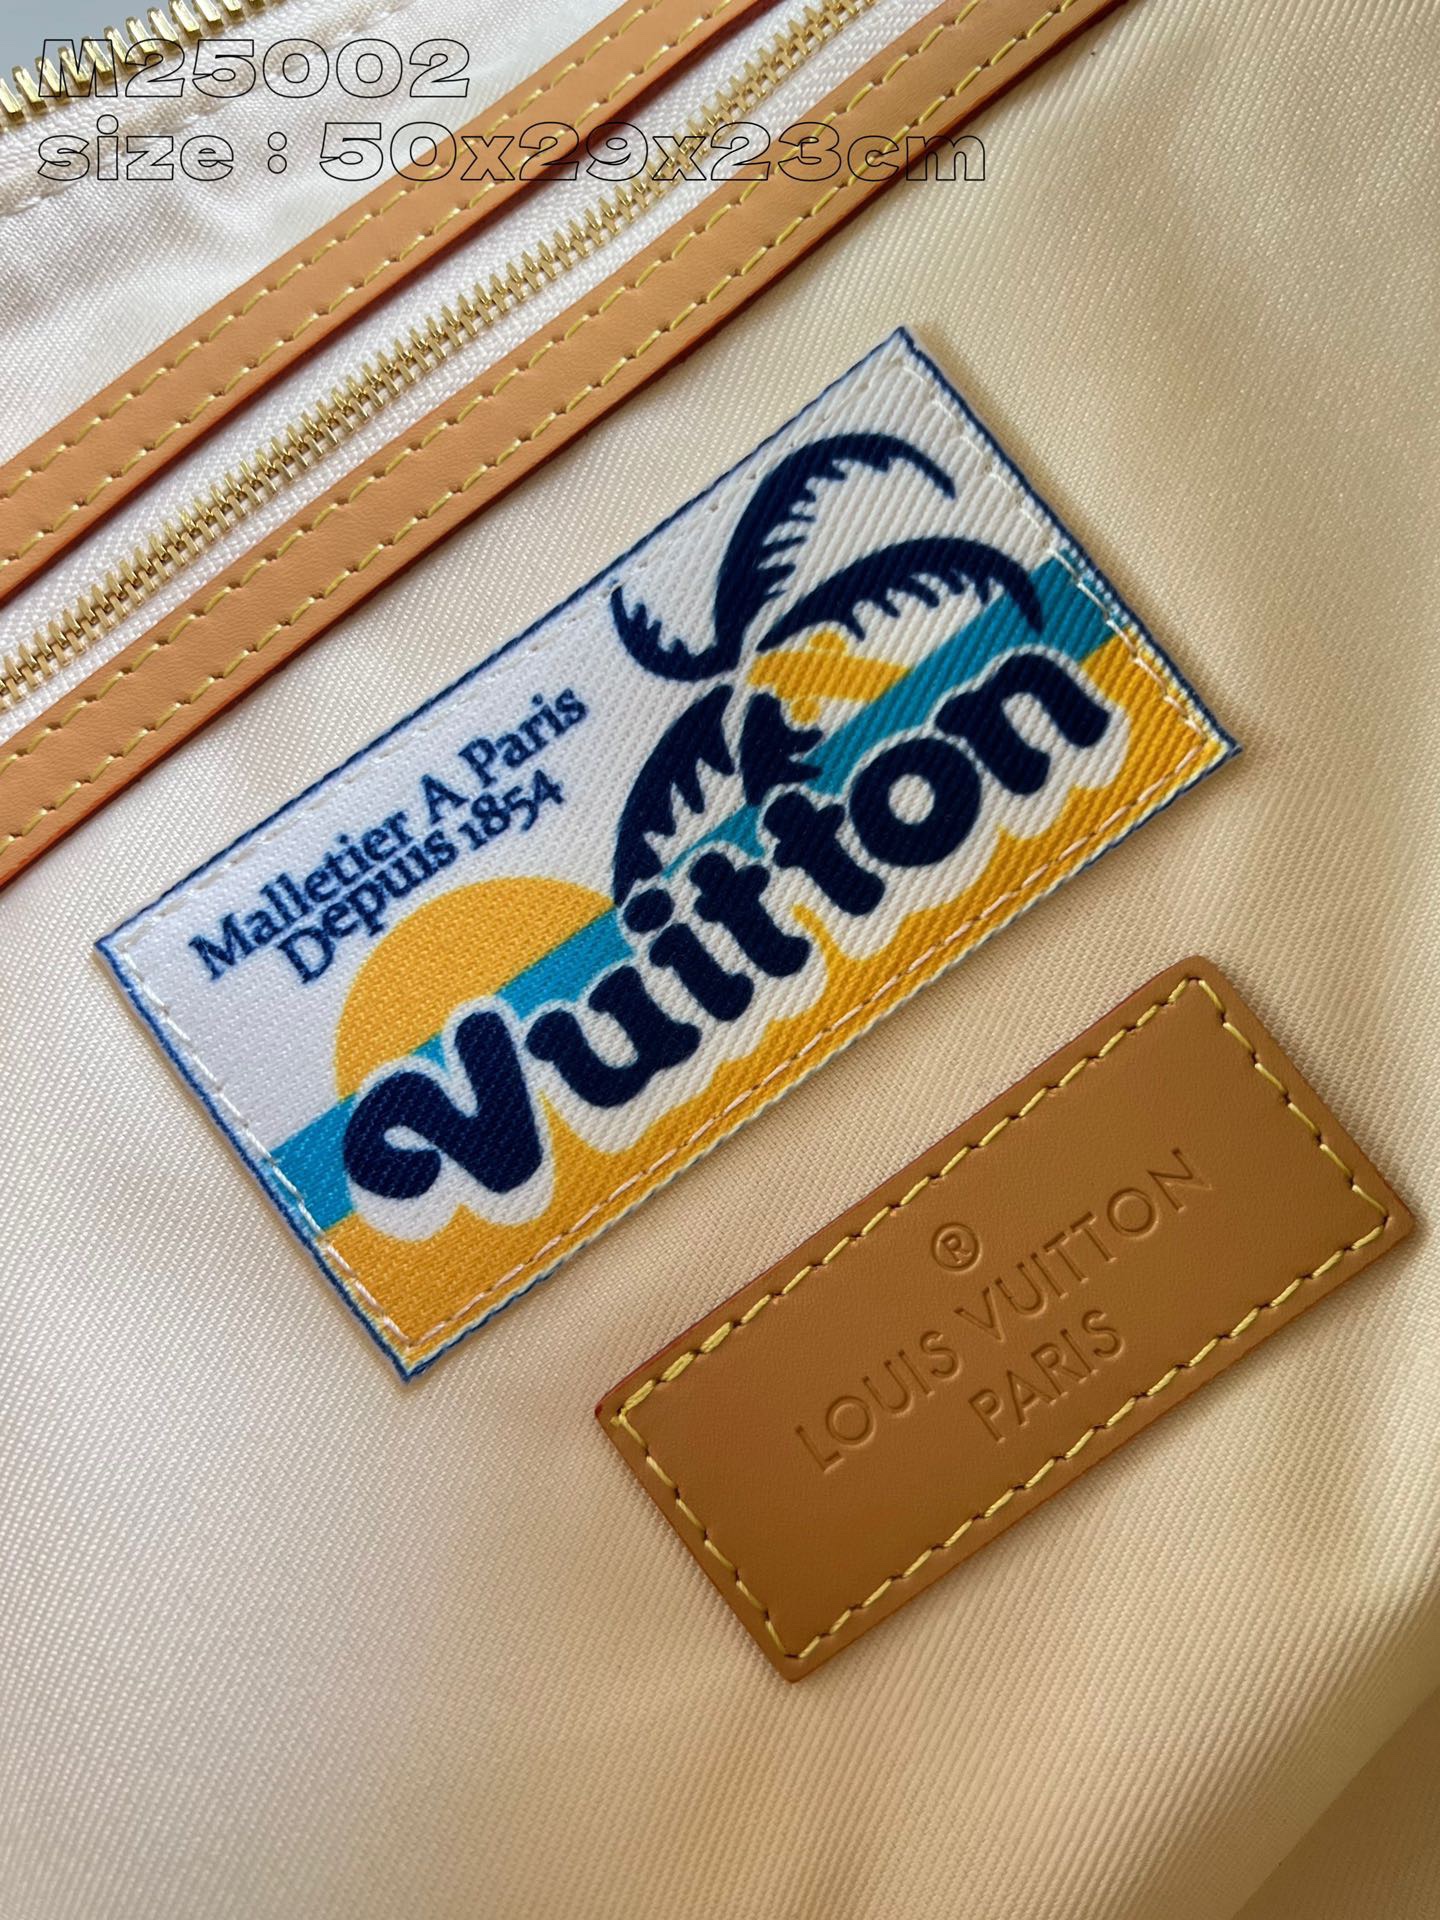 M25002
size : 50x29x23cm
Malletier A Paris
Depuis 1854
Vuitton
®
LOUIS VUITTON
PARIS